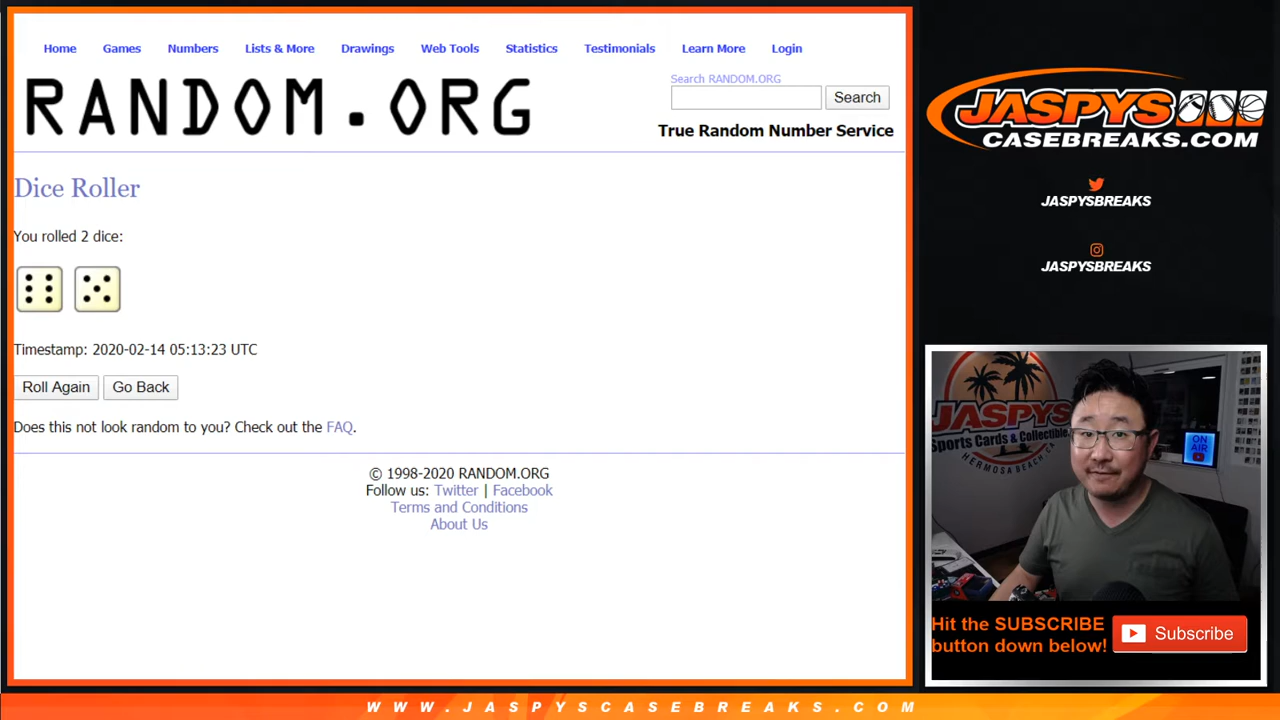 Home Games Numbers Lists & More Drawings Web Tools Statistics Testimonials Learn More Login
RANDOM.ORG
Search RANDOM.ORG
Search
True Random Number Service
Dice Roller
You rolled 2 dice:
Timestamp: 2020-02-14 05:13:23 UTC
Roll Again Go Back
Does this not look random to you? Check out the FAQ.
© 1998-2020 RANDOM.ORG
Follow us: Twitter | Facebook
Terms and Conditions
About Us
JASPYS
CASEBREAKS.COM
JASPYSBREAKS
JASPYSBREAKS
JASPYS
Sports Cards & Collectibles
HERMOSA BEACH, CA
ON
AIR
Hit the SUBSCRIBE
button down below!
Subscribe
WWW.JASPYSCASEBREAKS.COM